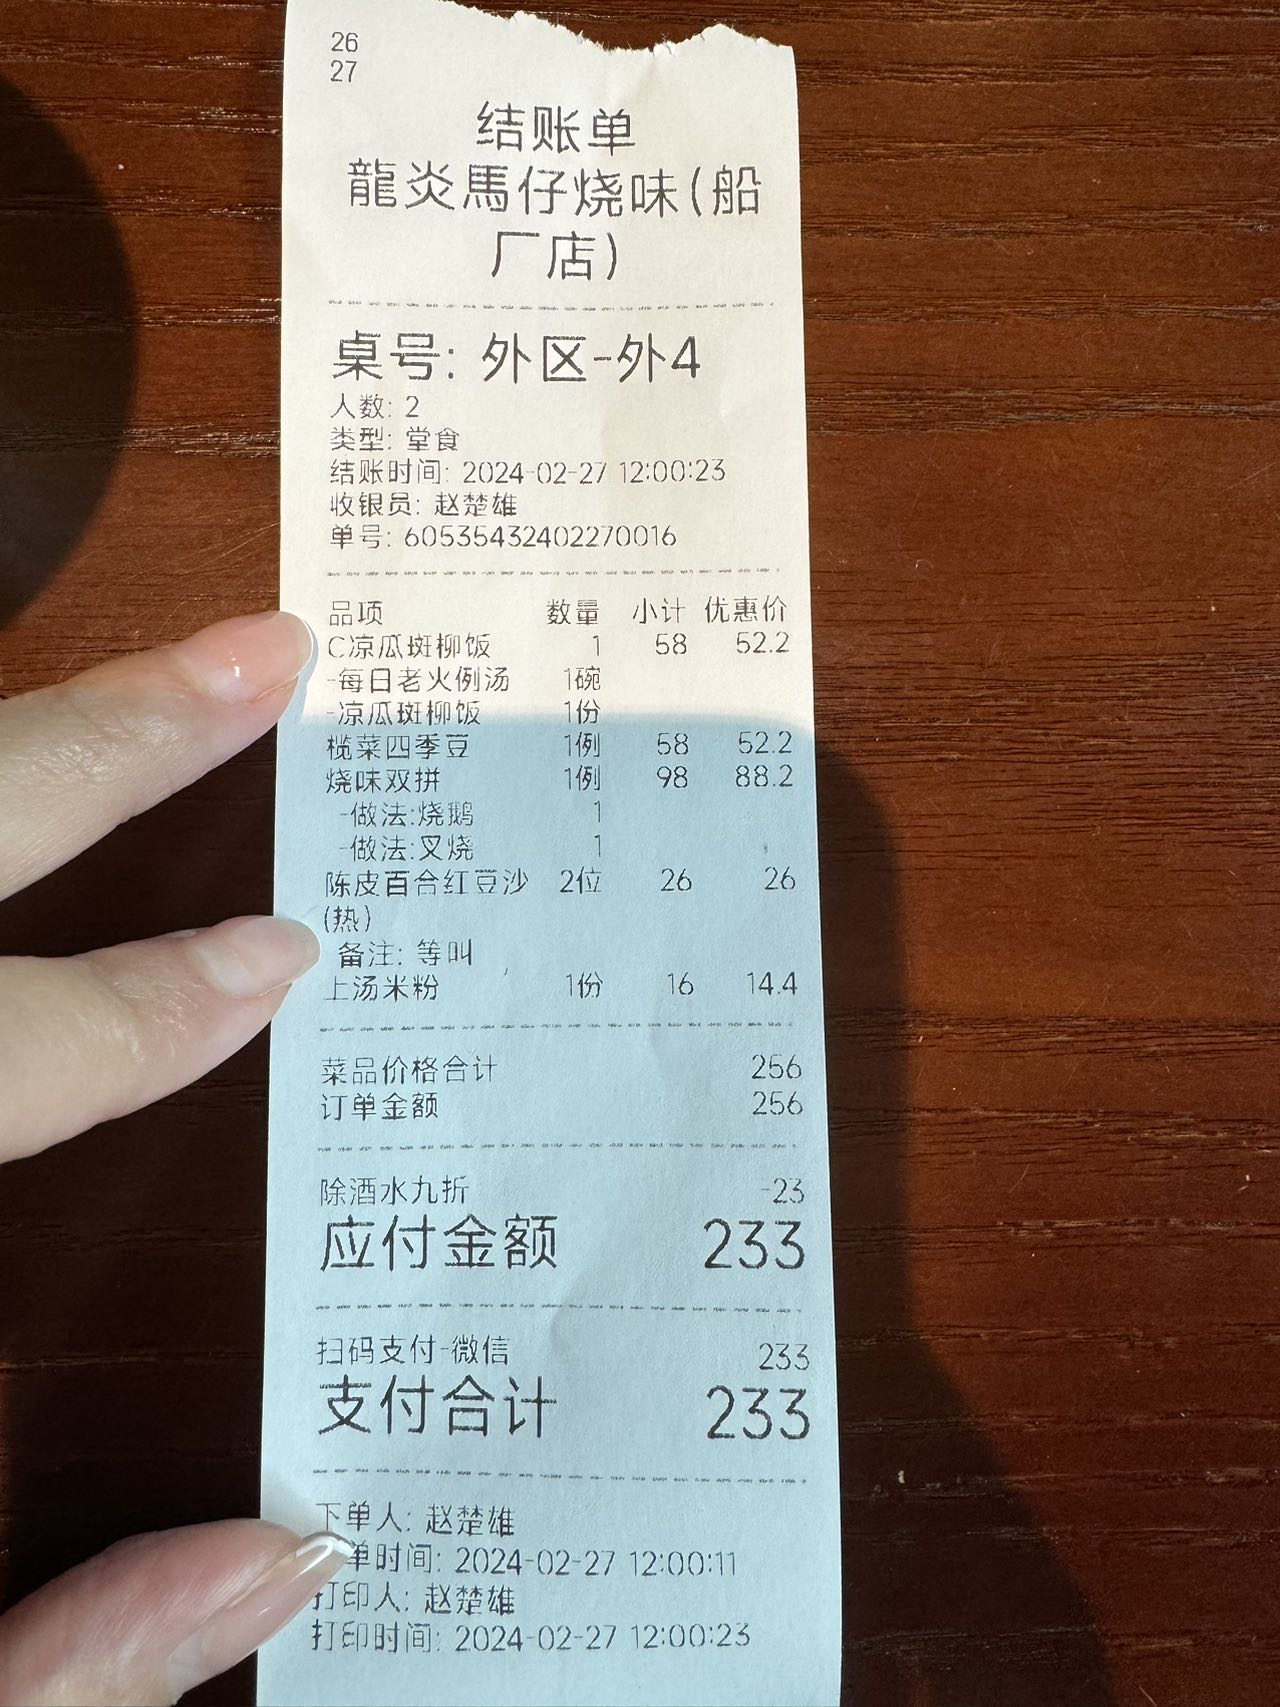 26
27
结账单
龍炎馬仔烧味(船
厂店)
桌号: 外区-外4
人数: 2
类型: 堂食
结账时间: 2024-02-27 12:00:23
收银员: 赵楚雄
单号: 605354324022​70016
品项 数量 小计 优惠价
C凉瓜斑柳饭 1 58 52.2
-每日老火例汤 1碗
-凉瓜斑柳饭 1份
榄菜四季豆 1例 58 52.2
烧味双拼 1例 98 88.2
-做法:烧鹅 1
-做法:叉烧 1
陈皮百合红豆沙 2位 26 26
(热)
备注: 等叫
上汤米粉 1份 16 14.4
菜品价格合计 256
订单金额 256
除酒水九折 -23
应付金额 233
扫码支付-微信 233
支付合计 233
下单人: 赵楚雄
单时间: 2024-02-27 12:00:11
打印人: 赵楚雄
打印时间: 2024-02-27 12:00:23